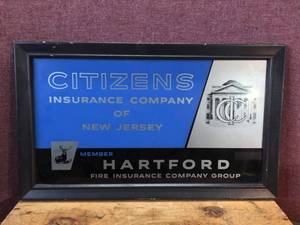 CITIZENS
INSURANCE COMPANY
OF
NEW JERSEY
MEMBER
HARTFORD
FIRE INSURANCE COMPANY GROUP